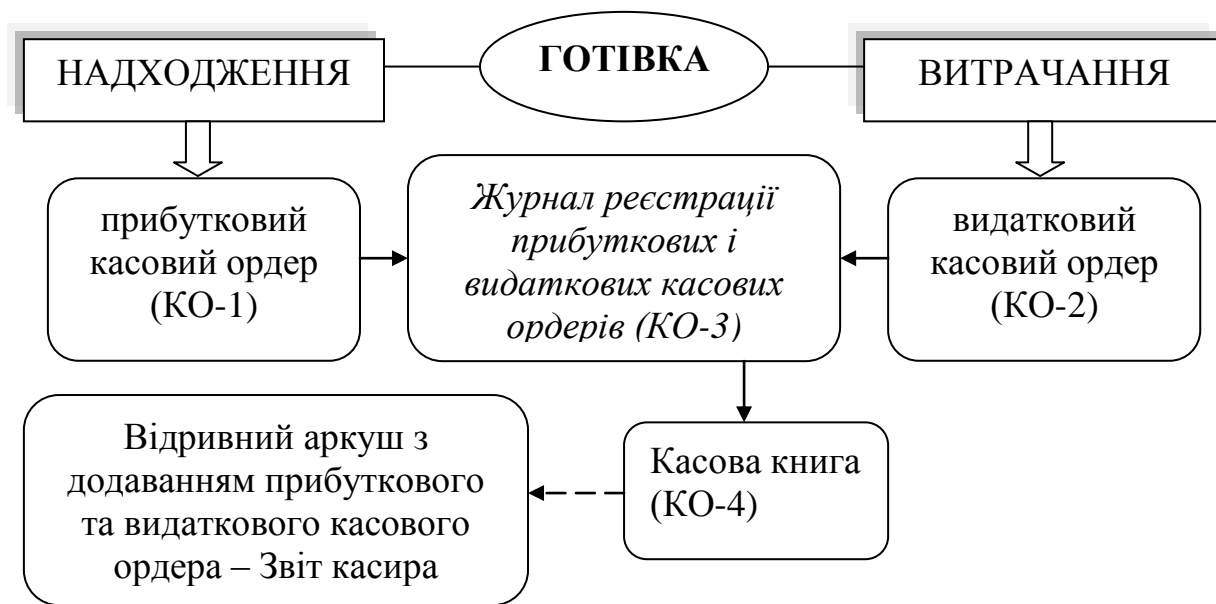 НАДХОДЖЕННЯ
ГОТІВКА
ВИТРАЧАННЯ
прибутковий
касовий ордер
(КО-1)
Журнал реєстрації
прибуткових і
видаткових касових
ордерів (КО-3)
видатковий
касовий ордер
(КО-2)
Відривний аркуш з
додаванням прибуткового
та видаткового касового
ордера – Звіт касира
Касова книга
(КО-4)